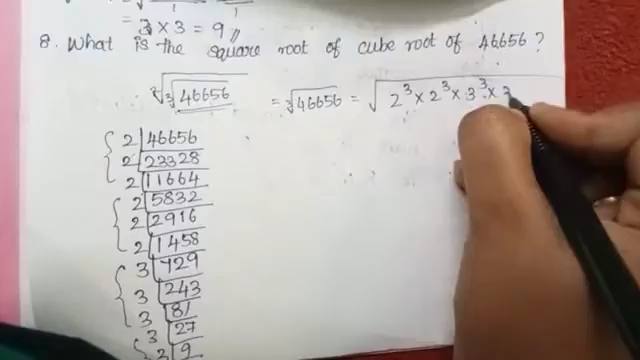 = 3 × 3 = 9,,
8. What is the square root of cube root of 46656 ?
√∛46656 = ∛46656 = √2³ × 2³ × 3³ × 3
2 | 46656
2 | 23328
2 | 11664
2 | 5832
2 | 2916
2 | 1458
3 | 729
3 | 243
3 | 81
3 | 27
3 | 9